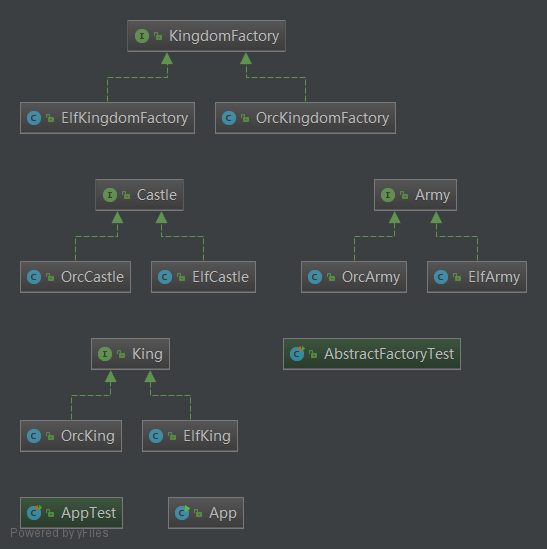 KingdomFactory
ElfKingdomFactory
OrcKingdomFactory
Castle
Army
OrcCastle
ElfCastle
OrcArmy
ElfArmy
King
AbstractFactoryTest
OrcKing
ElfKing
AppTest
App
Powered by yFiles